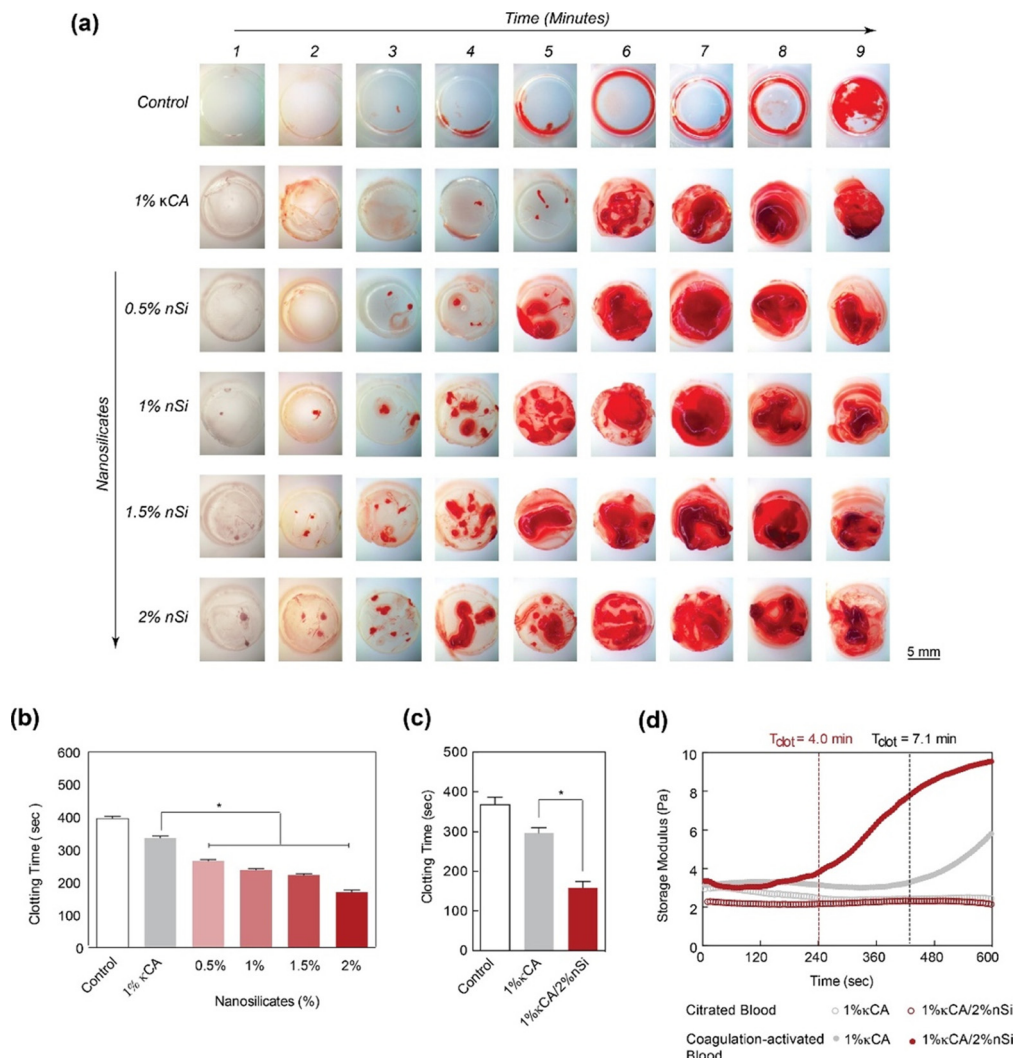 (a)
Time (Minutes)
1 2 3 4 5 6 7 8 9
Control
1% κCA
0.5% nSi
1% nSi
1.5% nSi
2% nSi
Nanosilicates
5 mm
(b)
600
500
400
300
200
100
0
Clotting Time ( sec )
*
Control
1% κCA
0.5% 1% 1.5% 2%
Nanosilicates (%)
(c)
500
400
300
200
100
0
Clotting Time (sec)
*
Control
1%κCA
1%κCA/2%nSi
(d)
Tclot = 4.0 min Tclot = 7.1 min
10
8
6
4
2
0
Storage Modulus (Pa)
0 120 240 360 480 600
Time (sec)
Citrated Blood 1%κCA 1%κCA/2%nSi
Coagulation-activated 1%κCA 1%κCA/2%nSi
Blood